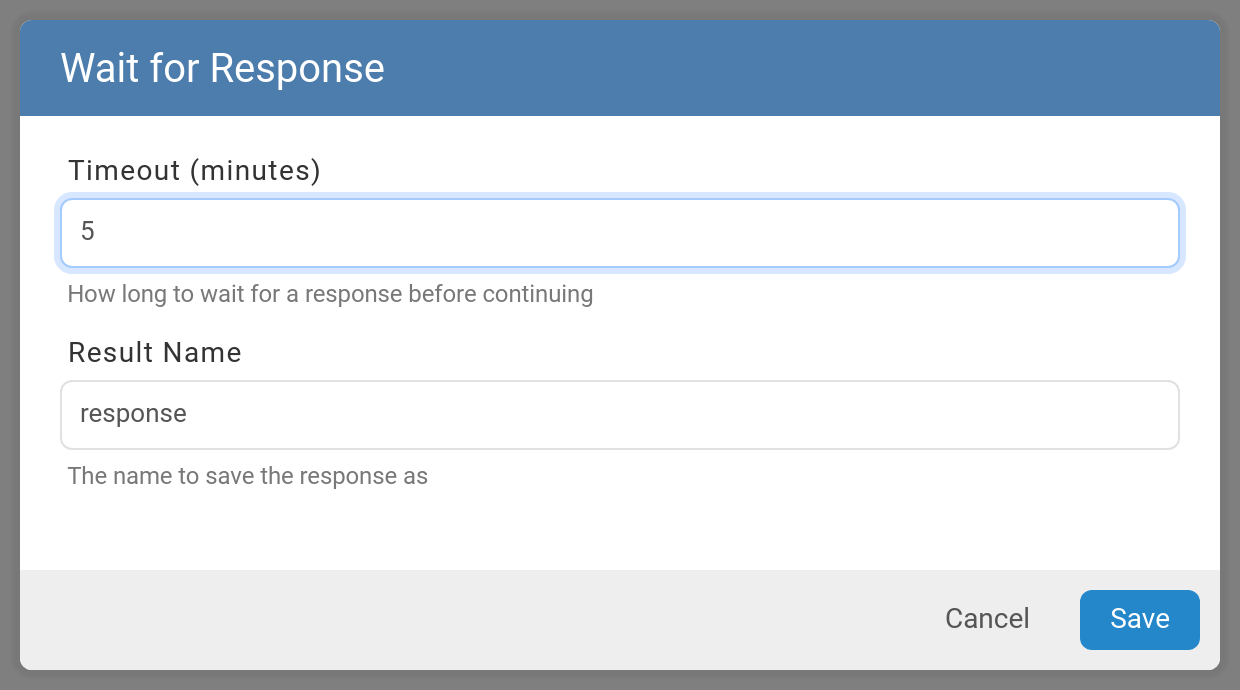 Wait for Response
Timeout (minutes)
5
How long to wait for a response before continuing
Result Name
response
The name to save the response as
Cancel Save